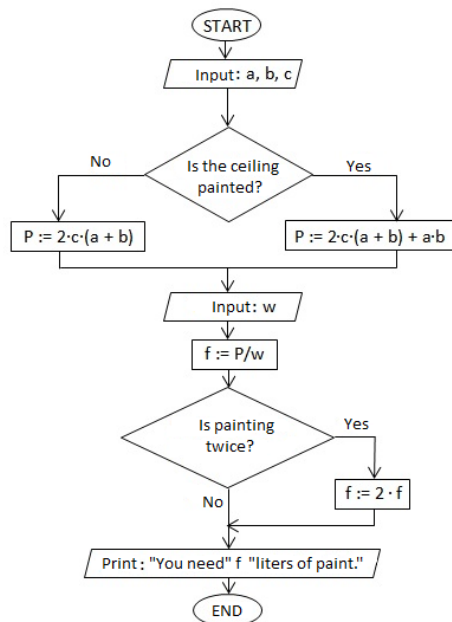 START
Input: a, b, c
Is the ceiling
painted?
No
Yes
P := 2·c·(a + b)
P := 2·c·(a + b) + a·b
Input: w
f := P/w
Is painting
twice?
Yes
f := 2 · f
No
Print: "You need" f "liters of paint."
END